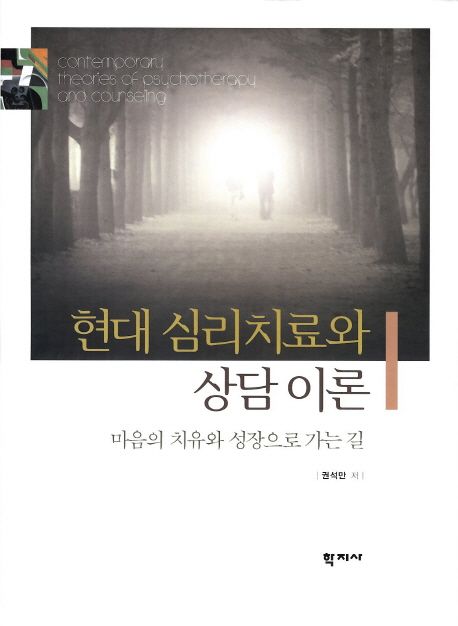 contemporary
theories of psychotherapy
and counseling
현대 심리치료와
상담 이론
마음의 치유와 성장으로 가는 길
| 권석만 저 |
학지사